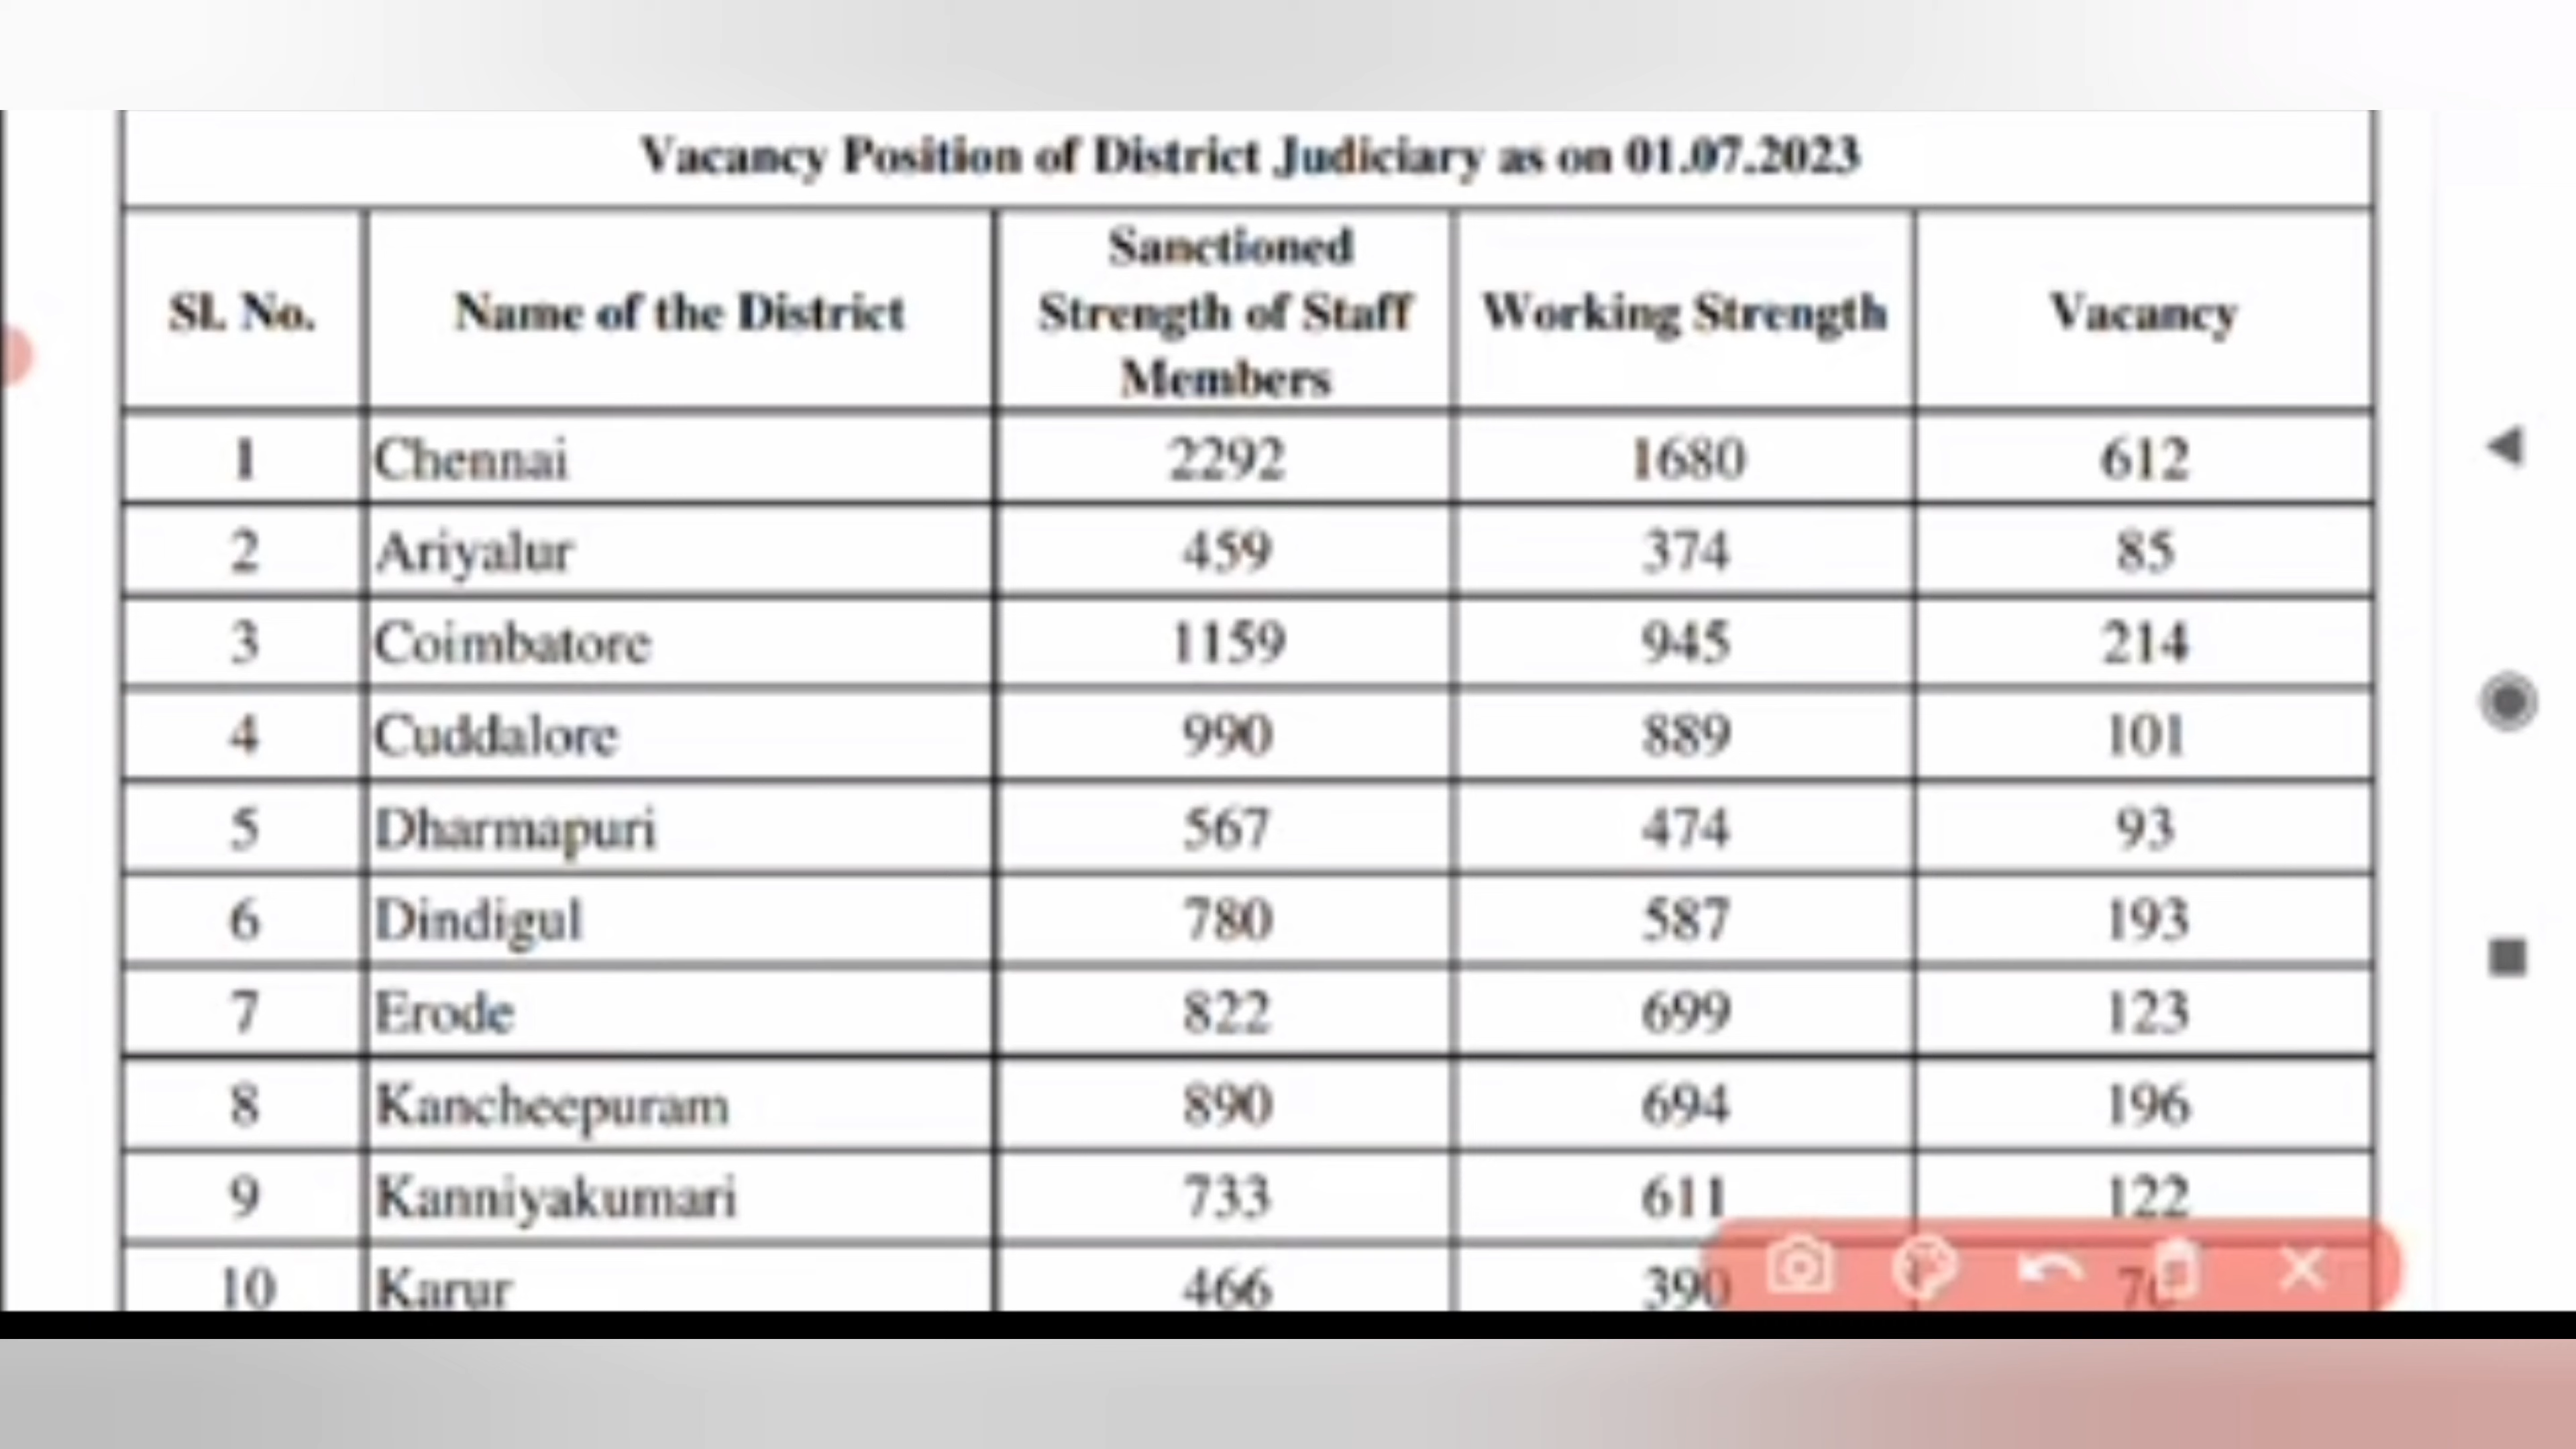 Vacancy Position of District Judiciary as on 01.07.2023
Sl. No. Name of the District Sanctioned Strength of Staff Members Working Strength Vacancy
1 Chennai 2292 1680 612
2 Ariyalur 459 374 85
3 Coimbatore 1159 945 214
4 Cuddalore 990 889 101
5 Dharmapuri 567 474 93
6 Dindigul 780 587 193
7 Erode 822 699 123
8 Kancheepuram 890 694 196
9 Kanniyakumari 733 611 122
10 Karur 466 390